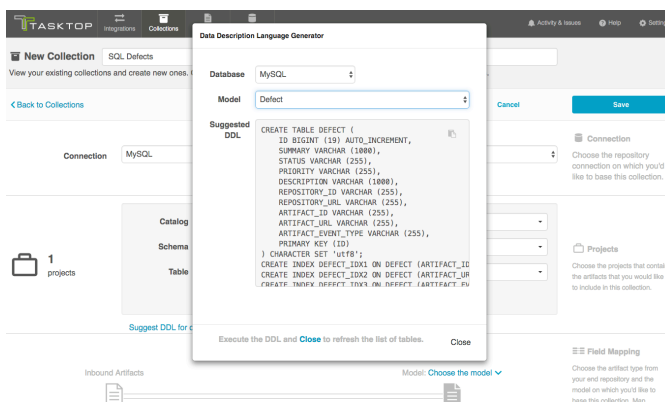 TASKTOP
Integrations
Collections
Activity & Issues
Help
New Collection
SQL Defects
View your existing collections and create new ones.
Back to Collections
Cancel
Save
Data Description Language Generator
Database
MySQL
Model
Defect
Suggested
DDL
CREATE TABLE DEFECT (
ID BIGINT (19) AUTO_INCREMENT,
SUMMARY VARCHAR (1000),
STATUS VARCHAR (255),
PRIORITY VARCHAR (255),
DESCRIPTION VARCHAR (1000),
REPOSITORY_ID VARCHAR (255),
REPOSITORY_URL VARCHAR (255),
ARTIFACT_ID VARCHAR (255),
ARTIFACT_URL VARCHAR (255),
ARTIFACT_EVENT_TYPE VARCHAR (255),
PRIMARY KEY (ID)
) CHARACTER SET 'utf8';
CREATE INDEX DEFECT_IDX1 ON DEFECT (ARTIFACT_ID
CREATE INDEX DEFECT_IDX2 ON DEFECT (ARTIFACT_UR
CREATE INDEX DEFECT_IDX3 ON DEFECT (ARTIFACT_EV
Execute the DDL and Close to refresh the list of tables.
Close
Connection
MySQL
Connection
Choose the repository
connection on which you'd
like to base this collection.
1
projects
Catalog
Schema
Table
Suggest DDL for
Projects
Choose the projects that contain
the artifacts that you would like
to include in this collection.
Inbound Artifacts
Model: Choose the model
Field Mapping
Choose the artifact type from
your end repository and the
model on which you'd like to
base this collection. Map